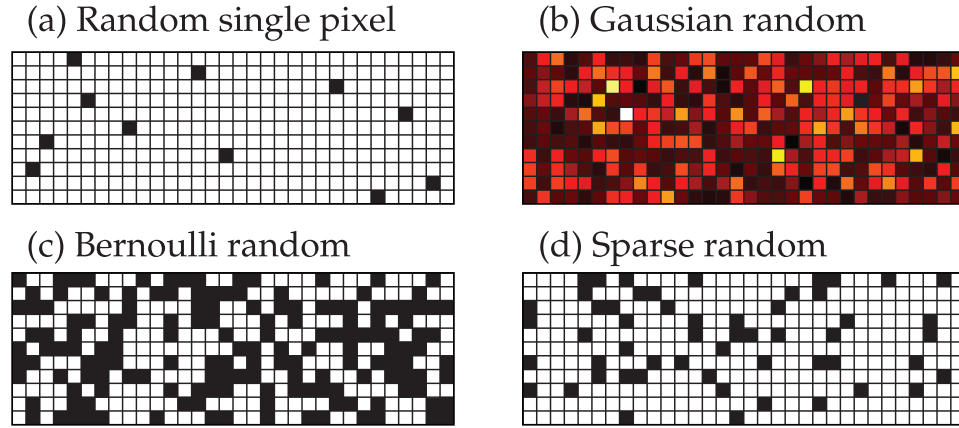 (a) Random single pixel
(b) Gaussian random
(c) Bernoulli random
(d) Sparse random